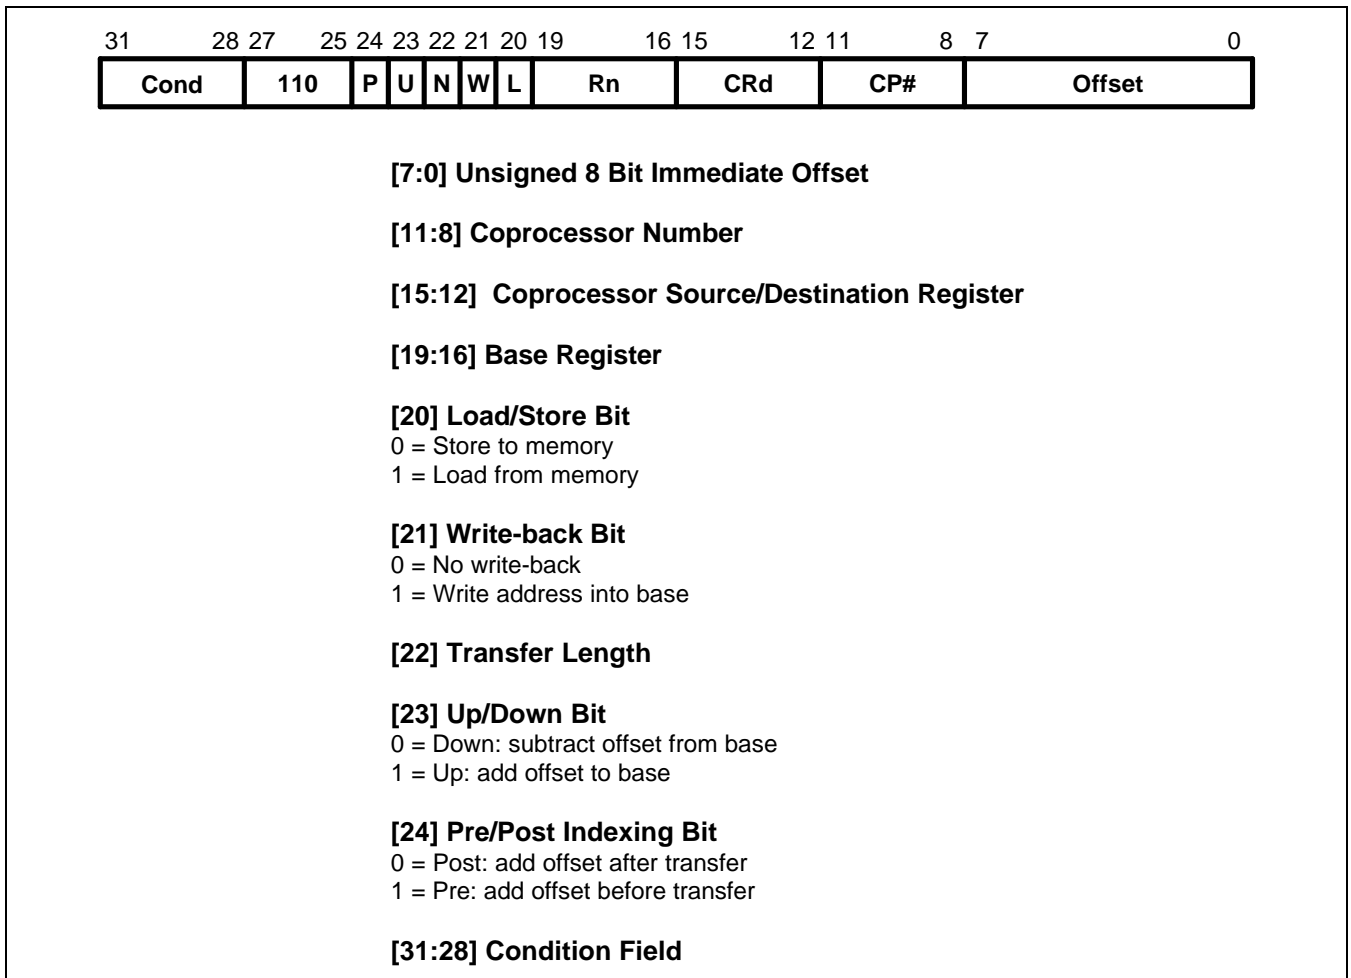 31 28 27 25 24 23 22 21 20 19 16 15 12 11 8 7 0
Cond 110 P U N W L Rn CRd CP# Offset
[7:0] Unsigned 8 Bit Immediate Offset
[11:8] Coprocessor Number
[15:12] Coprocessor Source/Destination Register
[19:16] Base Register
[20] Load/Store Bit
0 = Store to memory
1 = Load from memory
[21] Write-back Bit
0 = No write-back
1 = Write address into base
[22] Transfer Length
[23] Up/Down Bit
0 = Down: subtract offset from base
1 = Up: add offset to base
[24] Pre/Post Indexing Bit
0 = Post: add offset after transfer
1 = Pre: add offset before transfer
[31:28] Condition Field